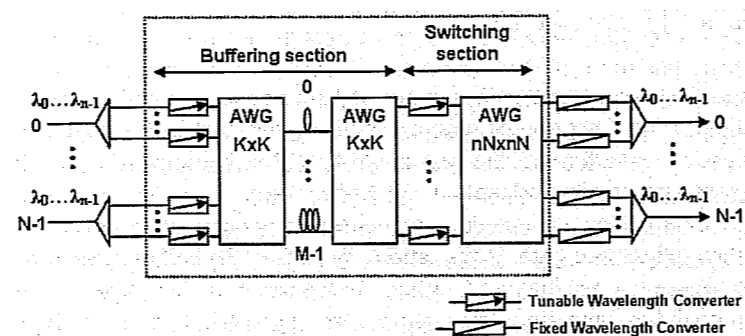 Buffering section
Switching section
λ0...λn-1
0
λ0...λn-1
N-1
AWG
KxK
0
M-1
AWG
KxK
AWG
nNxnN
λ0...λn-1
0
λ0...λn-1
N-1
Tunable Wavelength Converter
Fixed Wavelength Converter